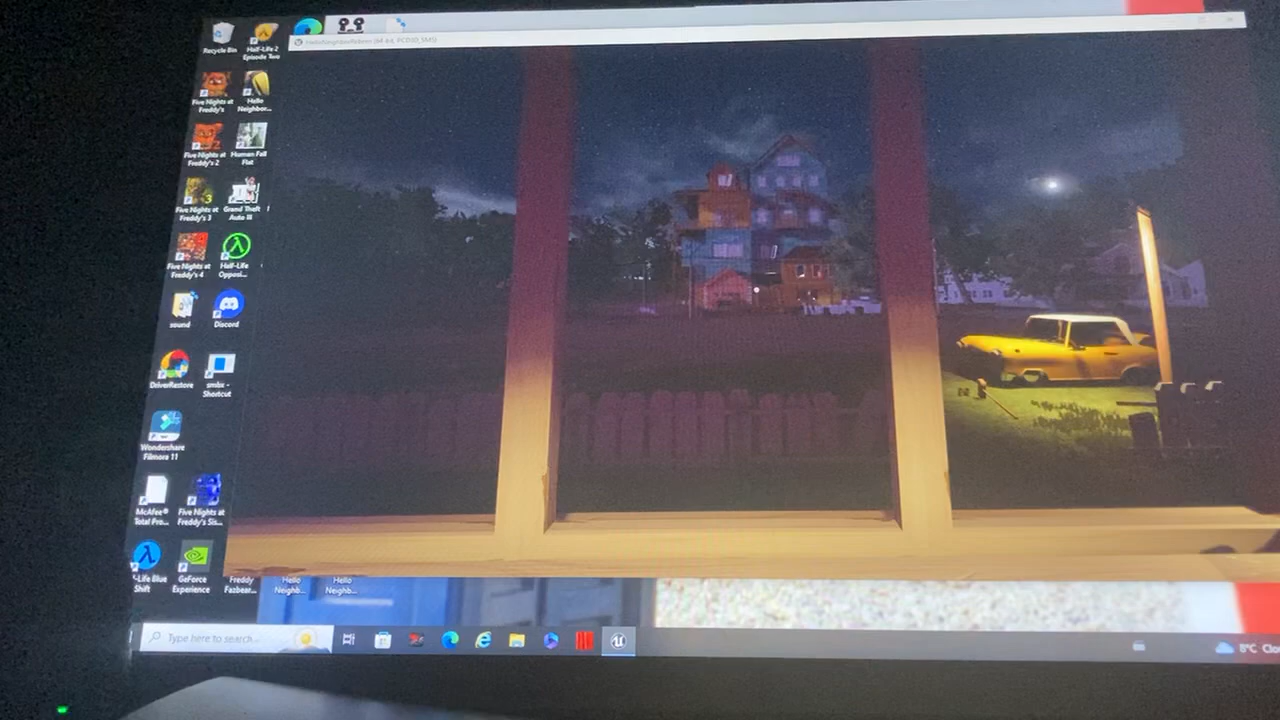 Recycle Bin
Half-Life 2
Episode Two
Five Nights at
Freddy's
Hello
Neighbor...
Five Nights at
Freddy's 2
Human Fall
Flat
Five Nights at
Freddy's 3
Grand Theft
Auto III
Five Nights at
Freddy's 4
Half-Life
Opposi...
sound
Discord
DriverRestore
smbx -
Shortcut
Wondershare
Filmora 11
McAfee®
Total Pro...
Five Nights at
Freddy's Sis...
-Life Blue
Shift
GeForce
Experience
Freddy
Fazbear...
Hello
Neighb...
Hello
Neighb...
Type here to search
8°C Clo